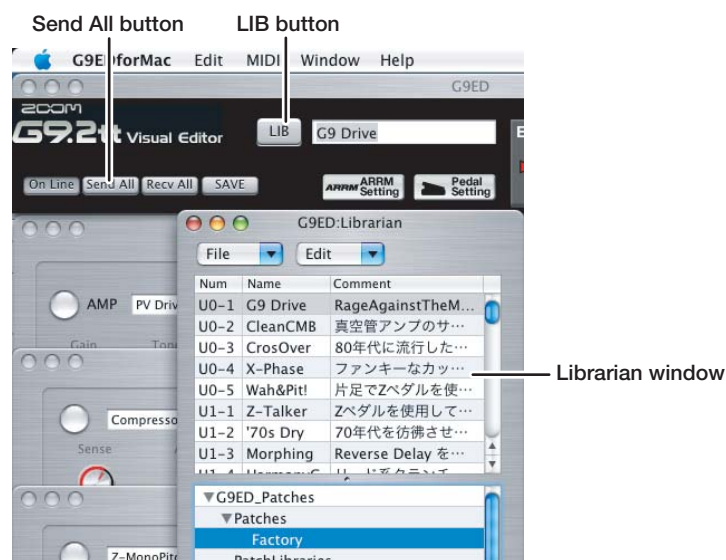 Send All button
LIB button
G9EDforMac Edit MIDI Window Help
G9ED
ZOOM
G9.2tt Visual Editor
LIB
G9 Drive
On Line Send All Recv All SAVE
ARRM ARRM Setting
Pedal Setting
G9ED:Librarian
File Edit
Num Name Comment
U0-1 G9 Drive RageAgainstTheM...
U0-2 CleanCMB 真空管アンプのサ…
U0-3 CrosOver 80年代に流行した…
U0-4 X-Phase ファンキーなカッ…
U0-5 Wah&Pit! 片足でZペダルを使…
U1-1 Z-Talker Zペダルを使用して…
U1-2 '70s Dry 70年代を彷彿させ…
U1-3 Morphing Reverse Delay を…
Librarian window
AMP PV Driv
Gain Tone
Compresso
Sense
Z-MonoPitc
▼G9ED_Patches
▼Patches
Factory
PatchLibraries